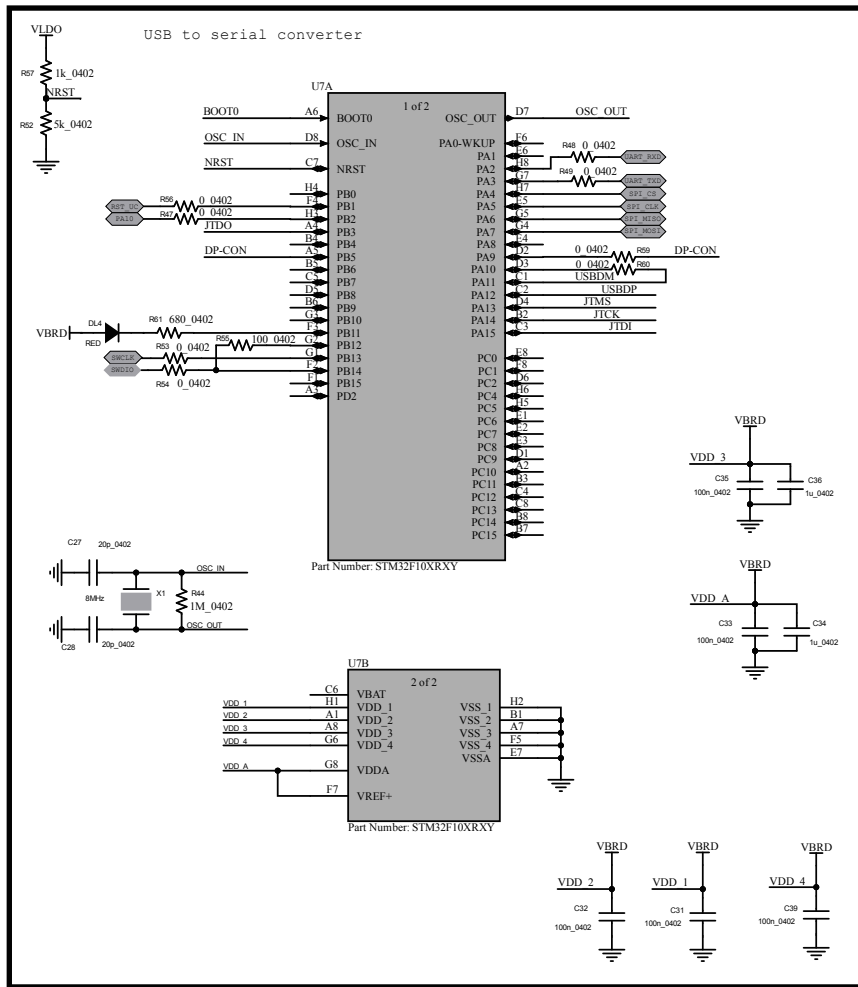 USB to serial converter
VLDO
R57
1k_0402
NRST
R52
5k_0402
U7A
1 of 2
BOOT0 A6 BOOT0
OSC_IN D8 OSC_IN
NRST C7 NRST
H4 PB0
RST_UC R56 0_0402 F4 PB1
PA10 R47 0_0402 H3 PB2
JTDO A4 PB3
B4 PB4
DP-CON A5 PB5
B5 PB6
C5 PB7
D5 PB8
B6 PB9
G3 PB10
VBRD DL4 RED R61 680_0402 F3 PB11
R55 100_0402 G2 PB12
SWCLK R53 0_0402 G PB13
SWDIO R54 0_0402 F2 PB14
F PB15
A3 PD2
OSC_OUT D7 OSC_OUT
PA0-WKUP F6
PA1 E6
PA2 H8 R48 0_0402 UART_RXD
PA3 G7 R49 0_0402 UART_TXD
PA4 H7 SPI_CS
PA5 E5 SPI_CLK
PA6 G5 SPI_MISO
PA7 G4 SPI_MOSI
PA8 E4
PA9 D2 0_0402 R59 DP-CON
PA10 D3 0_0402 R60
PA11 C1 USBDM
PA12 C2 USBDP
PA13 D4 JTMS
PA14 B2 JTCK
PA15 C3 JTDI
PC0 E8
PC1 F8
PC2 D6
PC4 H6
PC5 H5
PC6 E1
PC7 E2
PC8 E3
PC9 D1
PC10 A2
PC11 B3
PC12 C4
PC13 C8
PC14 B8
PC15 B7
Part Number: STM32F10XRXY
VBRD
VDD_3
C35
100n_0402
C36
1u_0402
C27
20p_0402
OSC_IN
8MHz
X1
R44
1M_0402
OSC_OUT
C28
20p_0402
VBRD
VDD_A
C33
100n_0402
C34
1u_0402
U7B
2 of 2
C6 VBAT
VDD_1 H1 VDD_1
VDD_2 A1 VDD_2
VDD_3 A8 VDD_3
VDD_4 G6 VDD_4
VDD_A G8 VDDA
F7 VREF+
VSS_1 H2
VSS_2 B1
VSS_3 A7
VSS_4 F5
VSSA E7
Part Number: STM32F10XRXY
VBRD
VDD_2
C32
100n_0402
VBRD
VDD_1
C31
100n_0402
VBRD
VDD_4
C39
100n_0402